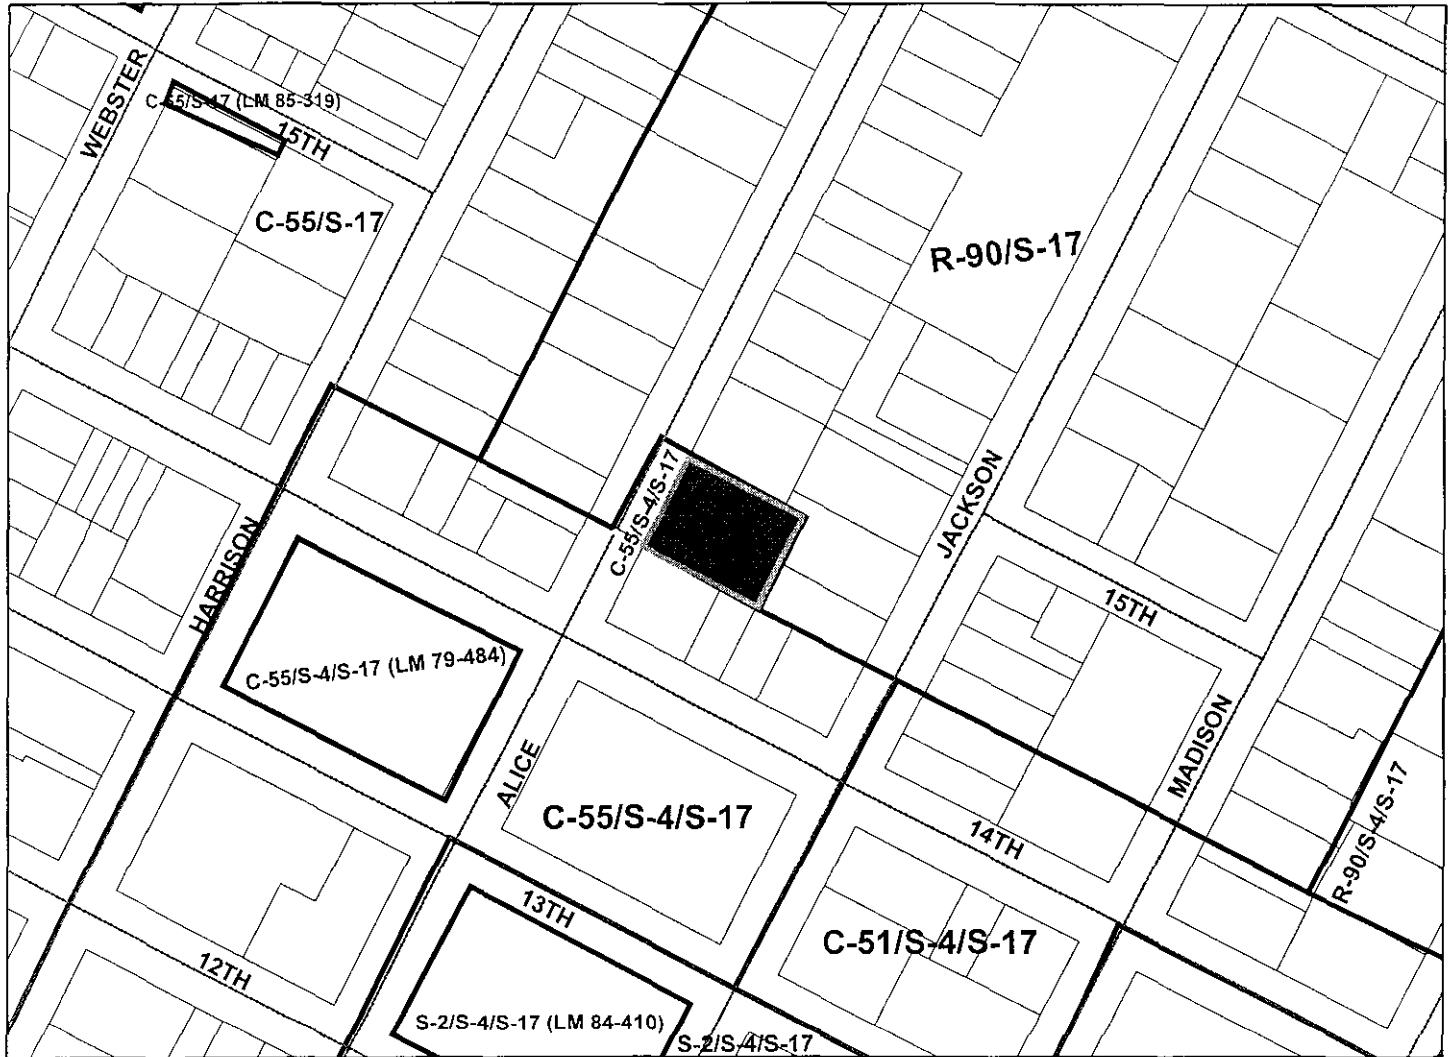 WEBSTER
C-55/S-17 (LM 85-319)
15TH
C-55/S-17
R-90/S-17
C-55/S-4/S-17
JACKSON
HARRISON
15TH
C-55/S-4/S-17 (LM 79-484)
MADISON
ALICE
C-55/S-4/S-17
14TH
R-90/S-4/S-17
13TH
C-51/S-4/S-17
12TH
S-2/S-4/S-17 (LM 84-410)
S-2/S-4/S-17